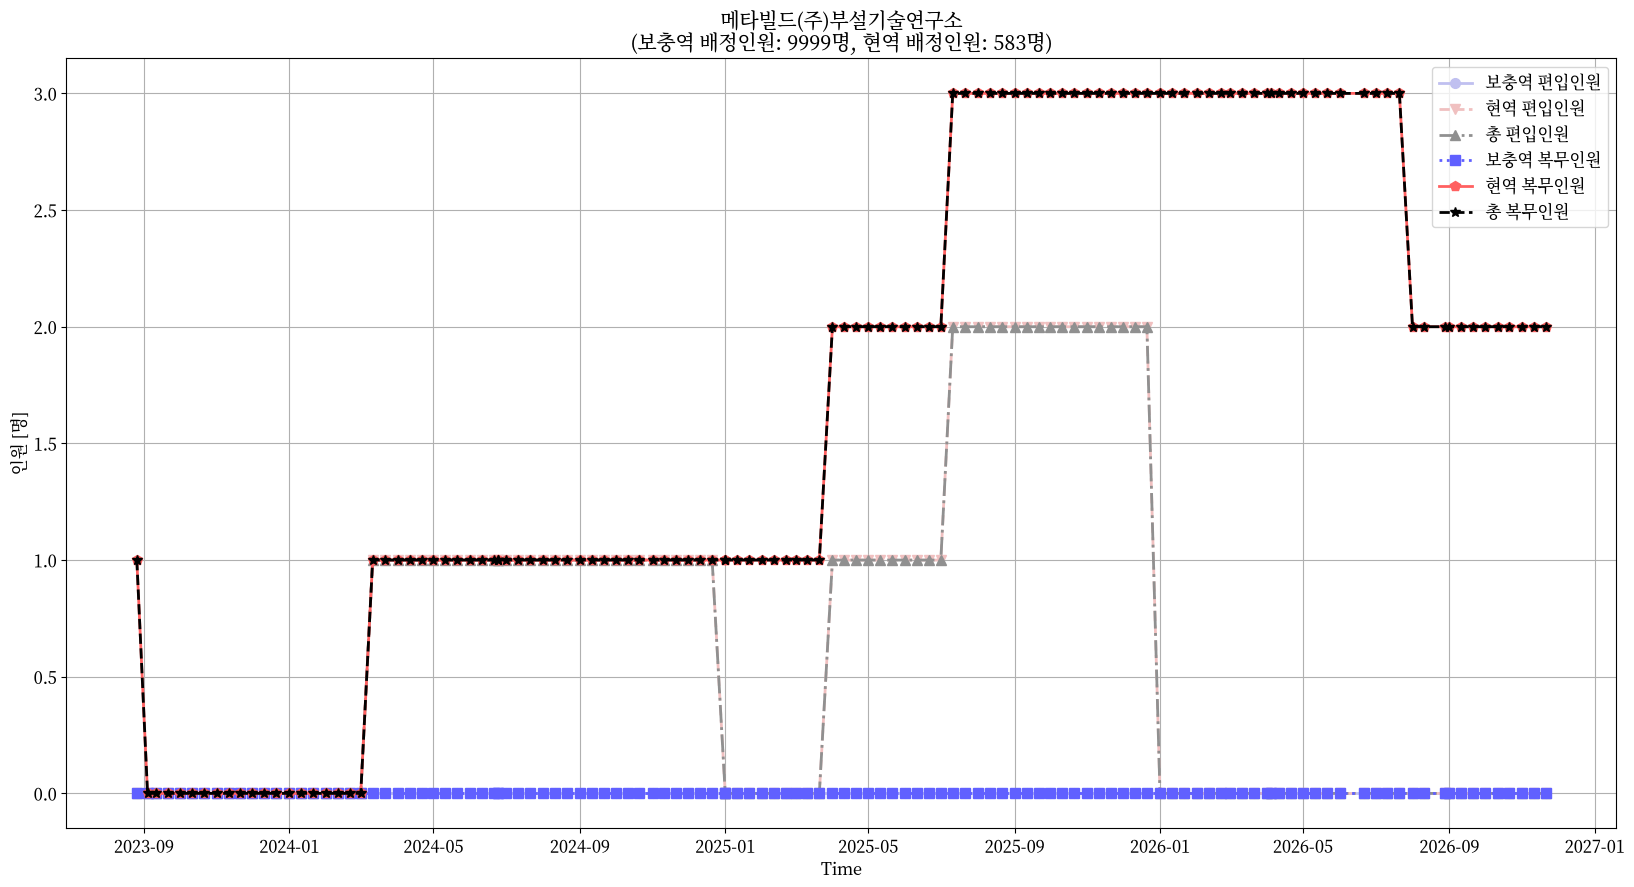 메타빌드(주)부설기술연구소
(보충역 배정인원: 9999명, 현역 배정인원: 583명)
보충역 편입인원
현역 편입인원
총 편입인원
보충역 복무인원
현역 복무인원
총 복무인원
인원 [명]
3.0
2.5
2.0
1.5
1.0
0.5
0.0
2023-09
2024-01
2024-05
2024-09
2025-01
2025-05
2025-09
2026-01
2026-05
2026-09
2027-01
Time